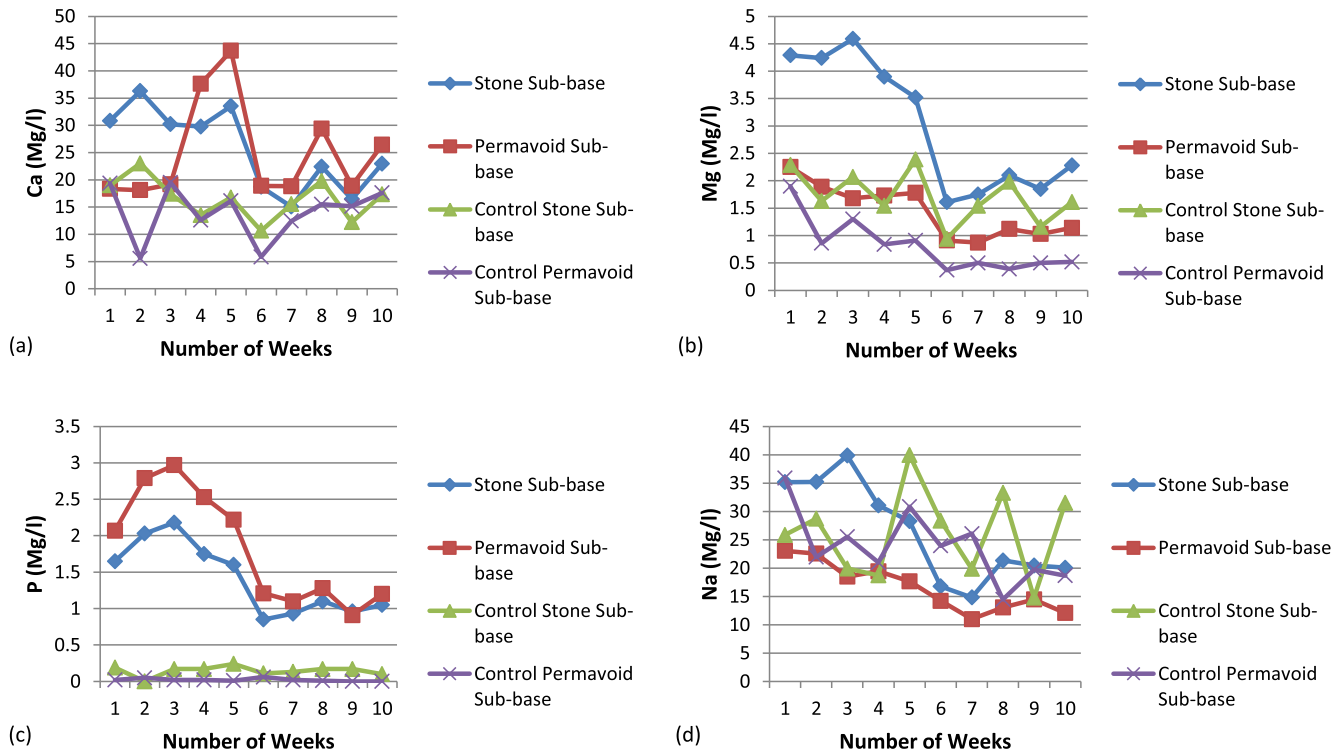 50
45
40
35
30
25
20
15
10
5
0
Ca (Mg/l)
1 2 3 4 5 6 7 8 9 10
Number of Weeks
(a)
Stone Sub-base
Permavoid Sub-
base
Control Stone Sub-
base
Control Permavoid
Sub-base
5
4.5
4
3.5
3
2.5
2
1.5
1
0.5
0
Mg (Mg/l)
1 2 3 4 5 6 7 8 9 10
Number of Weeks
(b)
Stone Sub-base
Permavoid Sub-
base
Control Stone Sub-
base
Control Permavoid
Sub-base
3.5
3
2.5
2
1.5
1
0.5
0
P (Mg/l)
1 2 3 4 5 6 7 8 9 10
Number of Weeks
(c)
Stone Sub-base
Permavoid Sub-
base
Control Stone Sub-
base
Control Permavoid
Sub-base
45
40
35
30
25
20
15
10
5
0
Na (Mg/l)
1 2 3 4 5 6 7 8 9 10
Number of Weeks
(d)
Stone Sub-base
Permavoid Sub-base
Control Stone Sub-
base
Control Permavoid
Sub-base